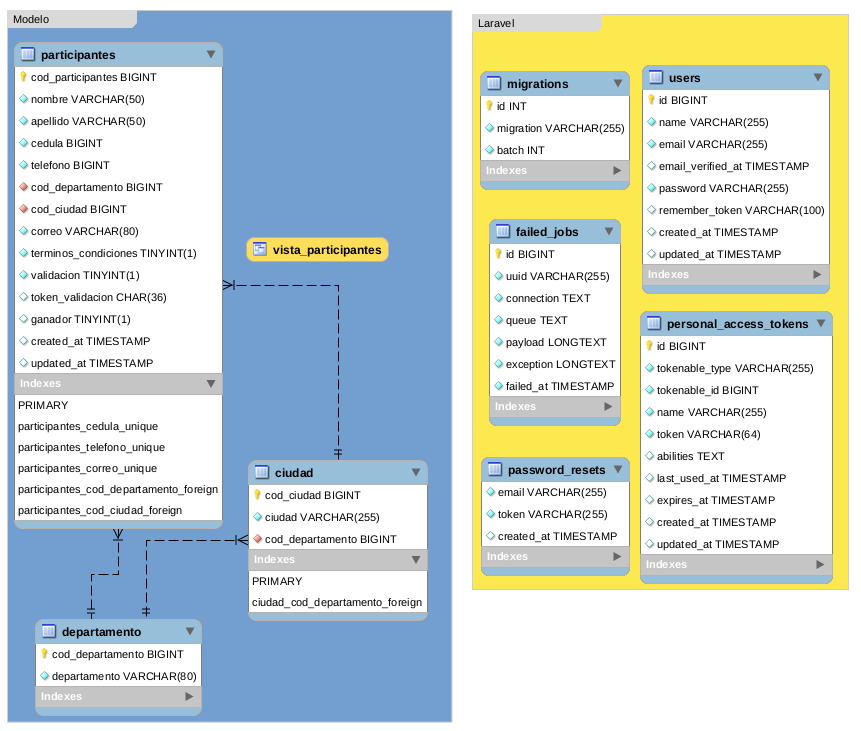 Modelo
participantes
cod_participantes BIGINT
nombre VARCHAR(50)
apellido VARCHAR(50)
cedula BIGINT
telefono BIGINT
cod_departamento BIGINT
cod_ciudad BIGINT
correo VARCHAR(80)
terminos_condiciones TINYINT(1)
validacion TINYINT(1)
token_validacion CHAR(36)
ganador TINYINT(1)
created_at TIMESTAMP
updated_at TIMESTAMP
Indexes
PRIMARY
participantes_cedula_unique
participantes_telefono_unique
participantes_correo_unique
participantes_cod_departamento_foreign
participantes_cod_ciudad_foreign
vista_participantes
ciudad
cod_ciudad BIGINT
ciudad VARCHAR(255)
cod_departamento BIGINT
Indexes
PRIMARY
ciudad_cod_departamento_foreign
departamento
cod_departamento BIGINT
departamento VARCHAR(80)
Indexes
Laravel
migrations
id INT
migration VARCHAR(255)
batch INT
Indexes
users
id BIGINT
name VARCHAR(255)
email VARCHAR(255)
email_verified_at TIMESTAMP
password VARCHAR(255)
remember_token VARCHAR(100)
created_at TIMESTAMP
updated_at TIMESTAMP
Indexes
failed_jobs
id BIGINT
uuid VARCHAR(255)
connection TEXT
queue TEXT
payload LONGTEXT
exception LONGTEXT
failed_at TIMESTAMP
Indexes
personal_access_tokens
id BIGINT
tokenable_type VARCHAR(255)
tokenable_id BIGINT
name VARCHAR(255)
token VARCHAR(64)
abilities TEXT
last_used_at TIMESTAMP
expires_at TIMESTAMP
created_at TIMESTAMP
updated_at TIMESTAMP
Indexes
password_resets
email VARCHAR(255)
token VARCHAR(255)
created_at TIMESTAMP
Indexes